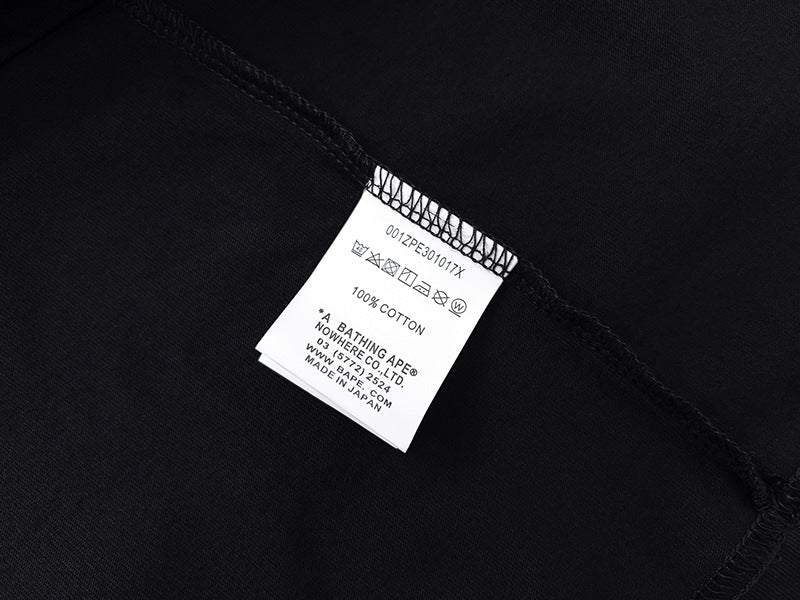 001ZPE301017X
100% COTTON
*A BATHING APE®
NOWHERE CO.,LTD.
03 (5772) 2524
WWW. BAPE. COM
MADE IN JAPAN